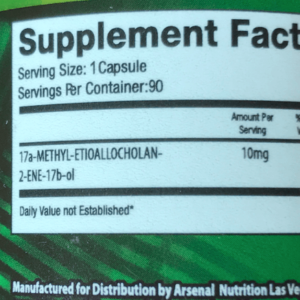 Supplement Fact
Serving Size: 1 Capsule
Servings Per Container:90
Amount Per
Serving
17a-METHYL-ETIOALLOCHOLAN- 10mg
2-ENE-17b-ol
Daily Value not Established*
Manufactured for Distribution by Arsenal Nutrition Las Ve